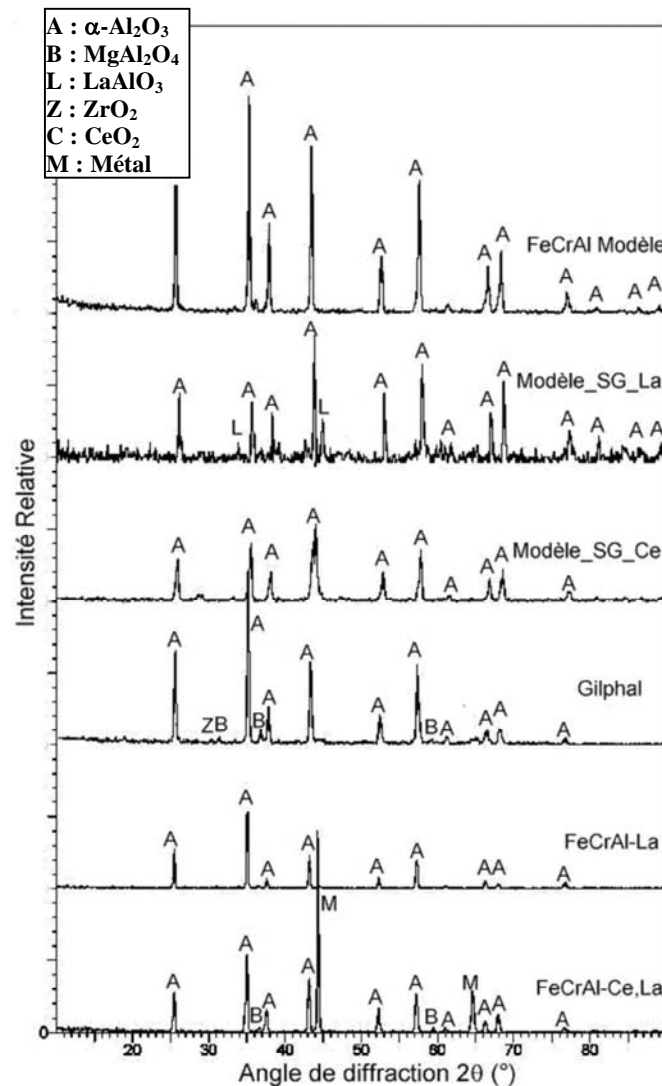 A : α-Al₂O₃
B : MgAl₂O₄
L : LaAlO₃
Z : ZrO₂
C : CeO₂
M : Métal
A
A
A
A
A
A
A
A
A
A
A
FeCrAl Modèle
A
A
A
A
A
A
A
A
A
A
A
A
A
L
L
Modèle_SG_La
A
A
A
A
A
A
A
A
A
A
Modèle_SG_Ce
A
A
A
A
A
A
A
A
A
A
Z B
B
B
Gilphal
A
A
A
A
A
A
A
A
FeCrAl-La
A
A
A
A
A
A
A
A
A
A
B
B
M
M
FeCrAl-Ce,La
Intensité Relative
0
20
30
40
50
60
70
80
Angle de diffraction 2θ (°)